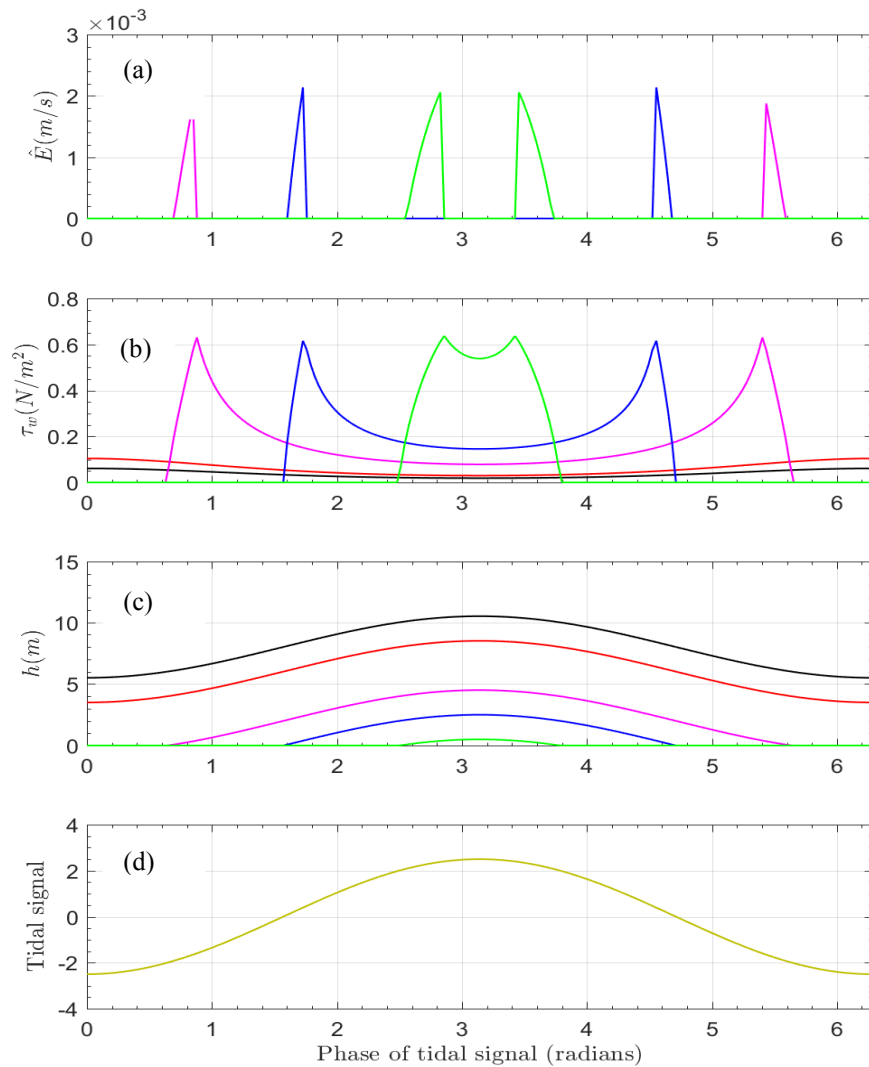 ×10⁻³
3
2
1
0
Ê(m/s)
(a)
0 1 2 3 4 5 6
0.8
0.6
0.4
0.2
0
τw(N/m²)
(b)
0 1 2 3 4 5 6
15
10
5
0
h(m)
(c)
0 1 2 3 4 5 6
4
2
0
-2
-4
Tidal signal
(d)
0 1 2 3 4 5 6
Phase of tidal signal (radians)